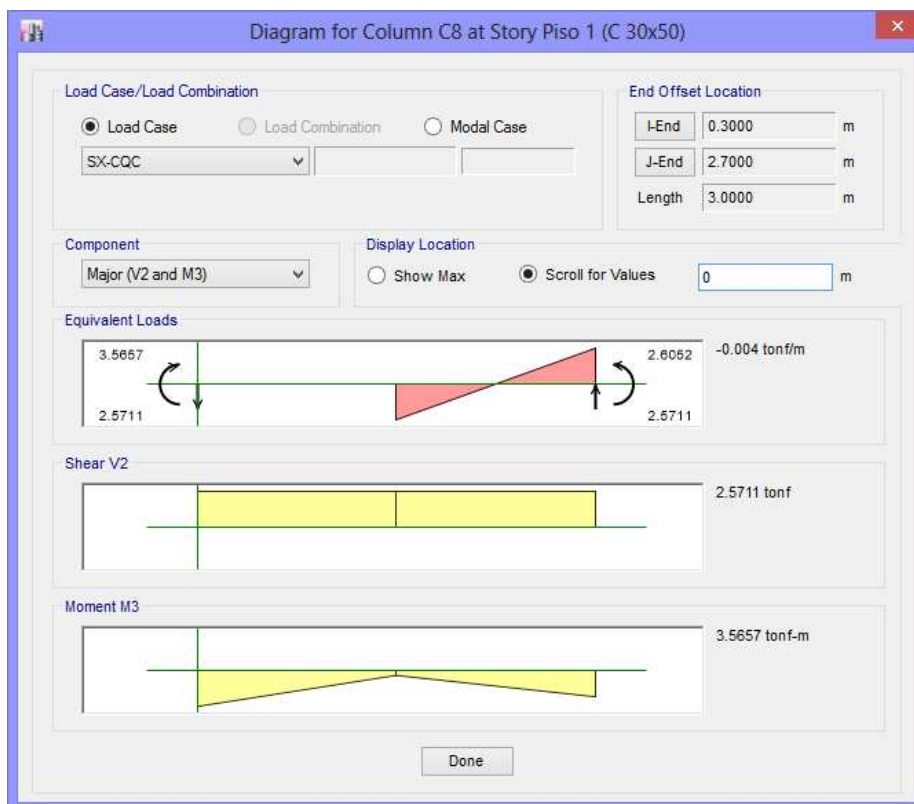 Diagram for Column C8 at Story Piso 1 (C 30x50)
×
Load Case/Load Combination
Load Case
Load Combination
Modal Case
SX-CQC
End Offset Location
I-End
0.3000
m
J-End
2.7000
m
Length
3.0000
m
Component
Major (V2 and M3)
Display Location
Show Max
Scroll for Values
0
m
Equivalent Loads
3.5657
2.6052
-0.004 tonf/m
2.5711
2.5711
Shear V2
2.5711 tonf
Moment M3
3.5657 tonf-m
Done